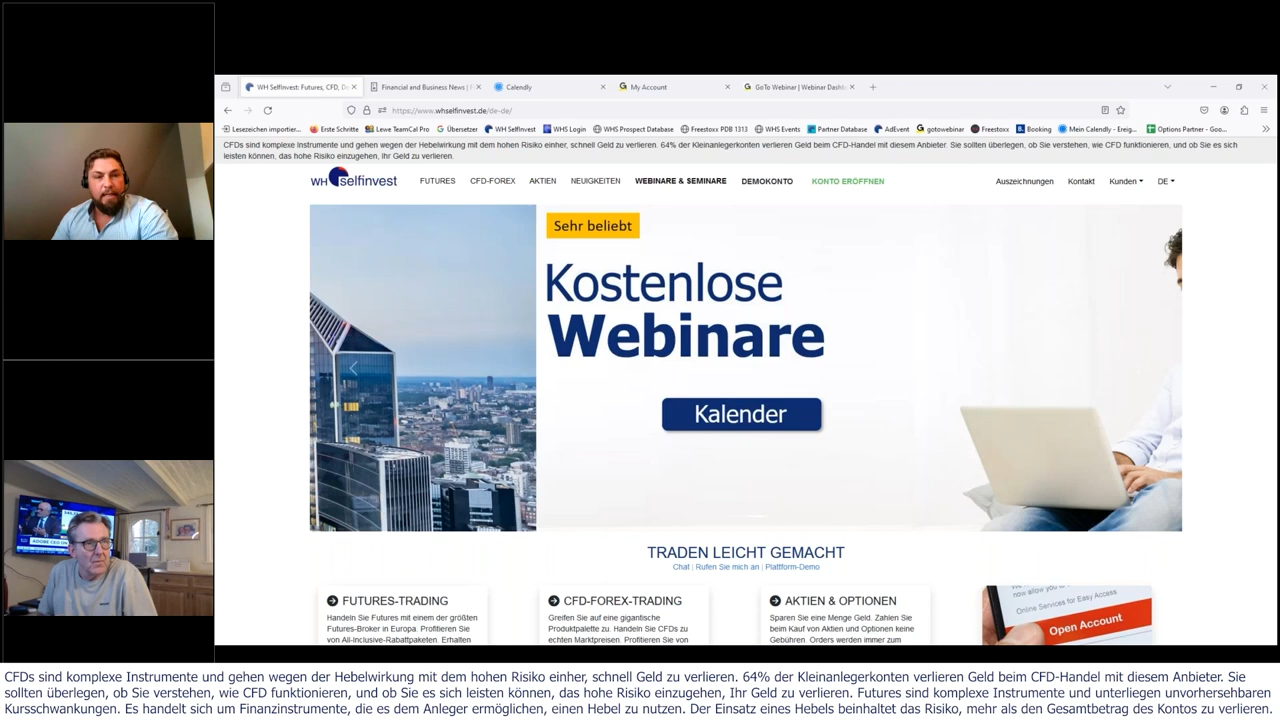 WH SelfInvest: Futures, CFD, De
Financial and Business News | F
Calendly
My Account
GoTo Webinar | Webinar Dashb
https://www.whselfinvest.de/de-de/
Leseezeichen importier...
Erste Schritte
Lewe TeamCal Pro
Übersetzer
WH SelfInvest
WHS Login
WHS Prospect Database
Freestoxx PDB 1313
WHS Events
Partner Database
AdEvent
gotowebinar
Freestoxx
Booking
Mein Calendly - Ereig...
Options Partner - Goo...
Weitere Lesezeichen
CFDs sind komplexe Instrumente und gehen wegen der Hebelwirkung mit dem hohen Risiko einher, schnell Geld zu verlieren. 64% der Kleinanlegerkonten verlieren Geld beim CFD-Handel mit diesem Anbieter. Sie sollten überlegen, ob Sie verstehen, wie CFD funktionieren, und ob Sie es sich
leisten können, das hohe Risiko einzugehen, Ihr Geld zu verlieren.
WH selfinvest
FUTURES
CFD-FOREX
AKTIEN
NEUIGKEITEN
WEBINARE & SEMINARE
DEMOKONTO
KONTO ERÖFFNEN
Auszeichnungen
Kontakt
Kunden
DE
Sehr beliebt
Kostenlose
Webinare
Kalender
TRADEN LEICHT GEMACHT
Chat | Rufen Sie mich an | Plattform-Demo
FUTURES-TRADING
Handeln Sie Futures mit einem der größten
Futures-Broker in Europa. Profitieren Sie
von All-Inclusive-Rabattpaketen. Erhalten
CFD-FOREX-TRADING
Greifen Sie auf eine gigantische
Produktpalette zu. Handeln Sie CFDs zu
echten Marktpreisen. Profitieren Sie von
AKTIEN & OPTIONEN
Sparen Sie eine Menge Geld. Zahlen Sie
beim Kauf von Aktien und Optionen keine
Gebühren. Orders werden immer zum
now allow you to
Online Services for Easy Access
Open Account
ADOBE CEO ON
CFDs sind komplexe Instrumente und gehen wegen der Hebelwirkung mit dem hohen Risiko einher, schnell Geld zu verlieren. 64% der Kleinanlegerkonten verlieren Geld beim CFD-Handel mit diesem Anbieter. Sie
sollten überlegen, ob Sie verstehen, wie CFD funktionieren, und ob Sie es sich leisten können, das hohe Risiko einzugehen, Ihr Geld zu verlieren. Futures sind komplexe Instrumente und unterliegen unvorhersehbaren
Kursschwankungen. Es handelt sich um Finanzinstrumente, die es dem Anleger ermöglichen, einen Hebel zu nutzen. Der Einsatz eines Hebels beinhaltet das Risiko, mehr als den Gesamtbetrag des Kontos zu verlieren.